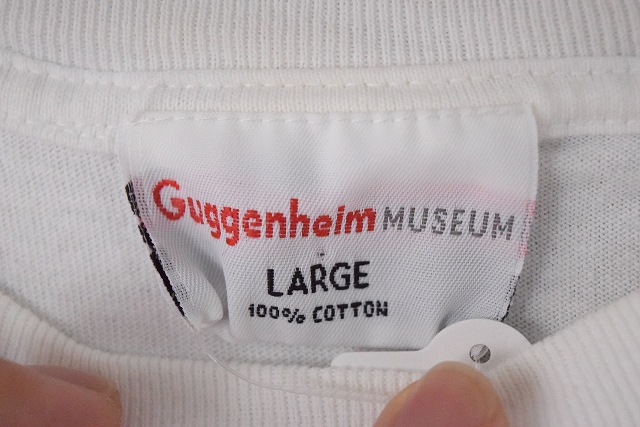 Guggenheim MUSEUM
LARGE
100% COTTON